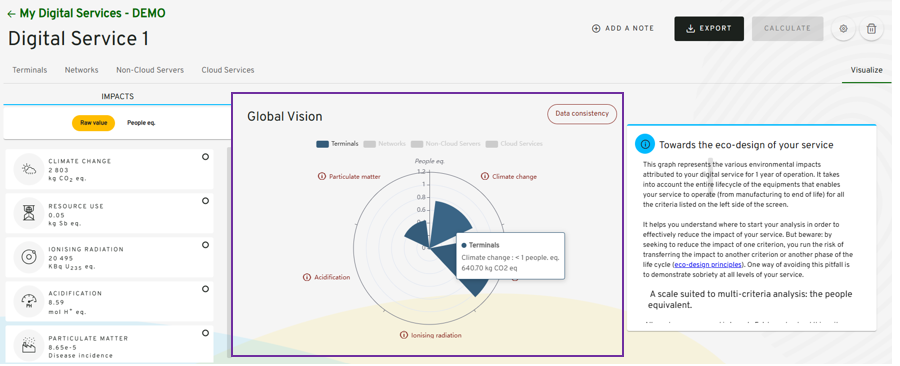 ← My Digital Services - DEMO
Digital Service 1
ADD A NOTE
EXPORT
CALCULATE
Terminals
Networks
Non-Cloud Servers
Cloud Services
Visualize
IMPACTS
Raw value
People eq.
CLIMATE CHANGE
2 803
kg CO2 eq.
RESOURCE USE
0.05
kg Sb eq.
IONISING RADIATION
20 495
KBq U235 eq.
ACIDIFICATION
8.59
mol H+ eq.
PARTICULATE MATTER
8.65e-5
Disease incidence
Global Vision
Data consistency
Terminals
Networks
Non-Cloud Servers
Cloud Services
People eq.
1.2
1
0.8
0.6
Particulate matter
Climate change
Acidification
Ionising radiation
0
Terminals
Climate change : < 1 people. eq.
640.70 kg CO2 eq
Towards the eco-design of your service
This graph represents the various environmental impacts
attributed to your digital service for 1 year of operation. It takes
into account the entire lifecycle of the equipments that enables
your service to operate (from manufacturing to end of life) for all
the criteria listed on the left side of the screen.
It helps you understand where to start your analysis in order to
effectively reduce the impact of your service. But beware: by
seeking to reduce the impact of one criterion, you run the risk of
transferring the impact to another criterion or another phase of the
life cycle (eco-design principles). One way of avoiding this pitfall is
to demonstrate sobriety at all levels of your service.
A scale suited to multi-criteria analysis: the people
equivalent.